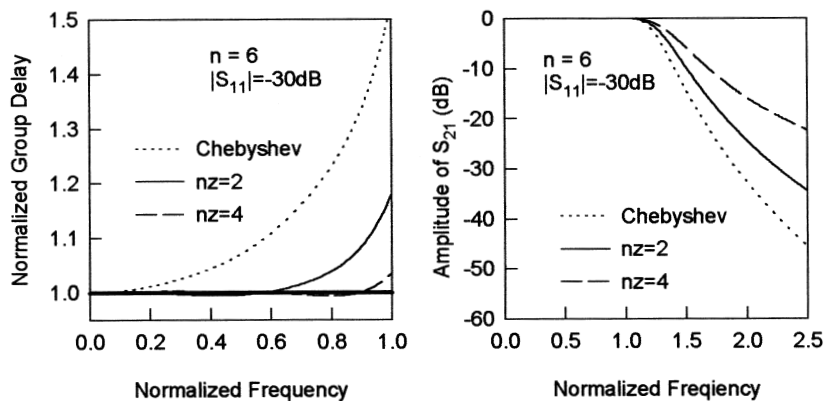 Normalized Group Delay
1.5
1.4
1.3
1.2
1.1
1.0
n = 6
|S11|=-30dB
Chebyshev
nz=2
nz=4
0.0 0.2 0.4 0.6 0.8 1.0
Normalized Frequency
Amplitude of S21 (dB)
0
-10
-20
-30
-40
-50
-60
n = 6
|S11|=-30dB
Chebyshev
nz=2
nz=4
0.0 0.5 1.0 1.5 2.0 2.5
Normalized Freqiency